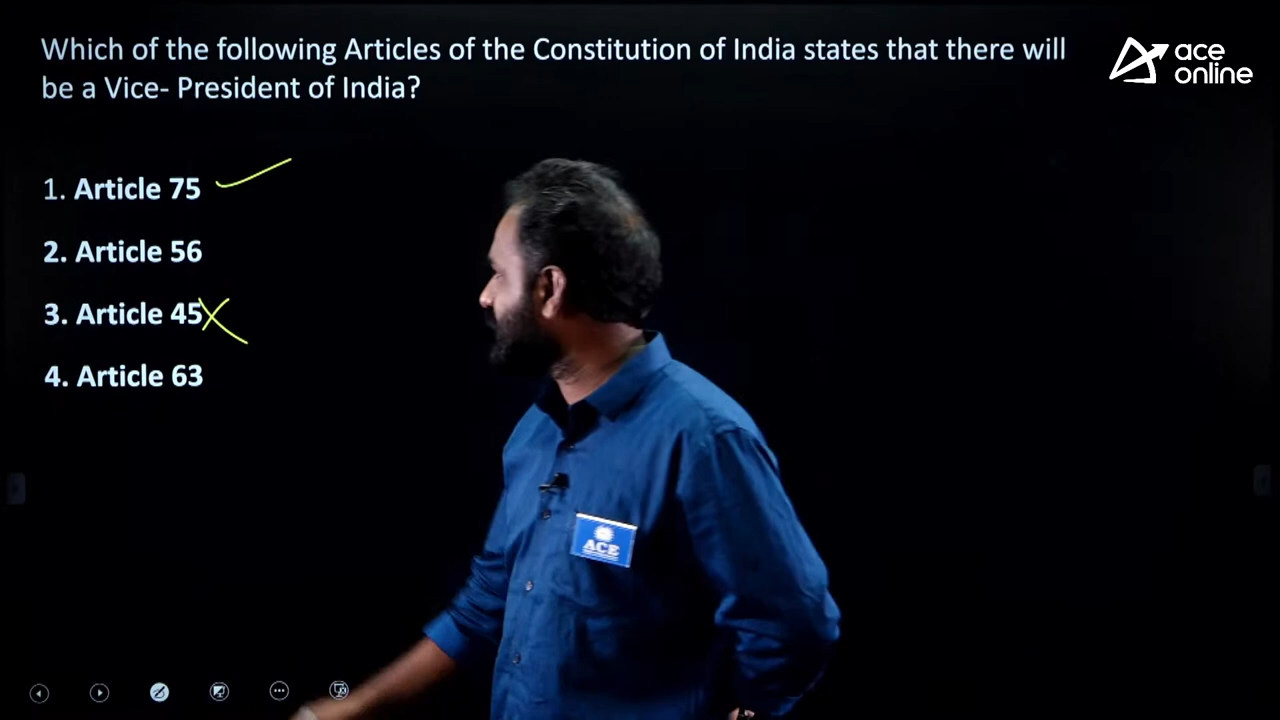 Which of the following Articles of the Constitution of India states that there will
be a Vice- President of India?
ace
online
1. Article 75
2. Article 56
3. Article 45
4. Article 63
ACE